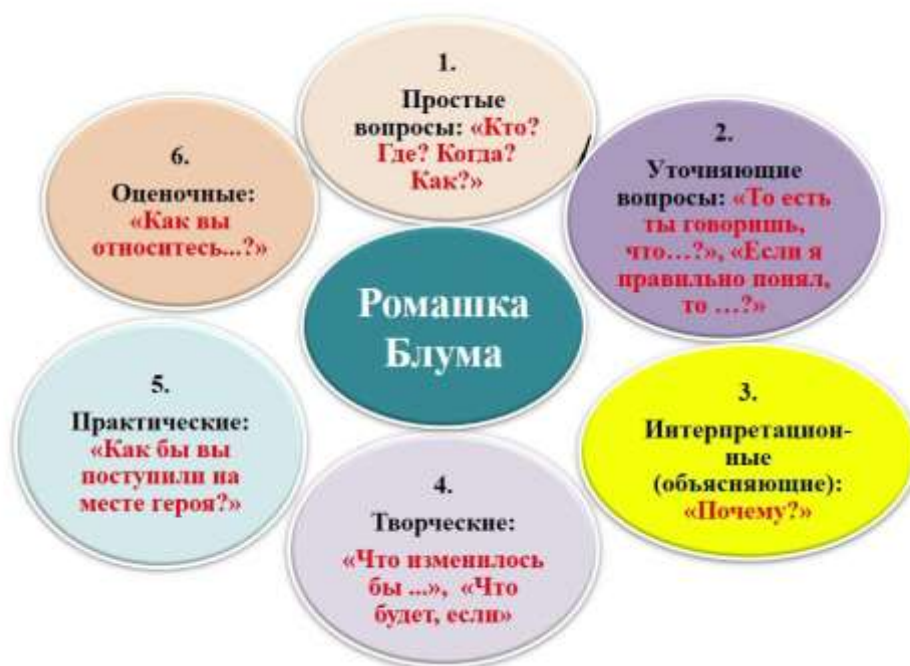 1.
Простые
вопросы: «Кто?
Где? Когда?
Как?»
2.
Уточняющие
вопросы: «То есть
ты говоришь,
что...?», «Если я
правильно понял,
то ...?»
3.
Интерпретацион-
ные
(объясняющие):
«Почему?»
4.
Творческие:
«Что изменилось
бы ...», «Что
будет, если»
5.
Практические:
«Как бы вы
поступили на
месте героя?»
6.
Оценочные:
«Как вы
относитесь...?»
Ромашка
Блума